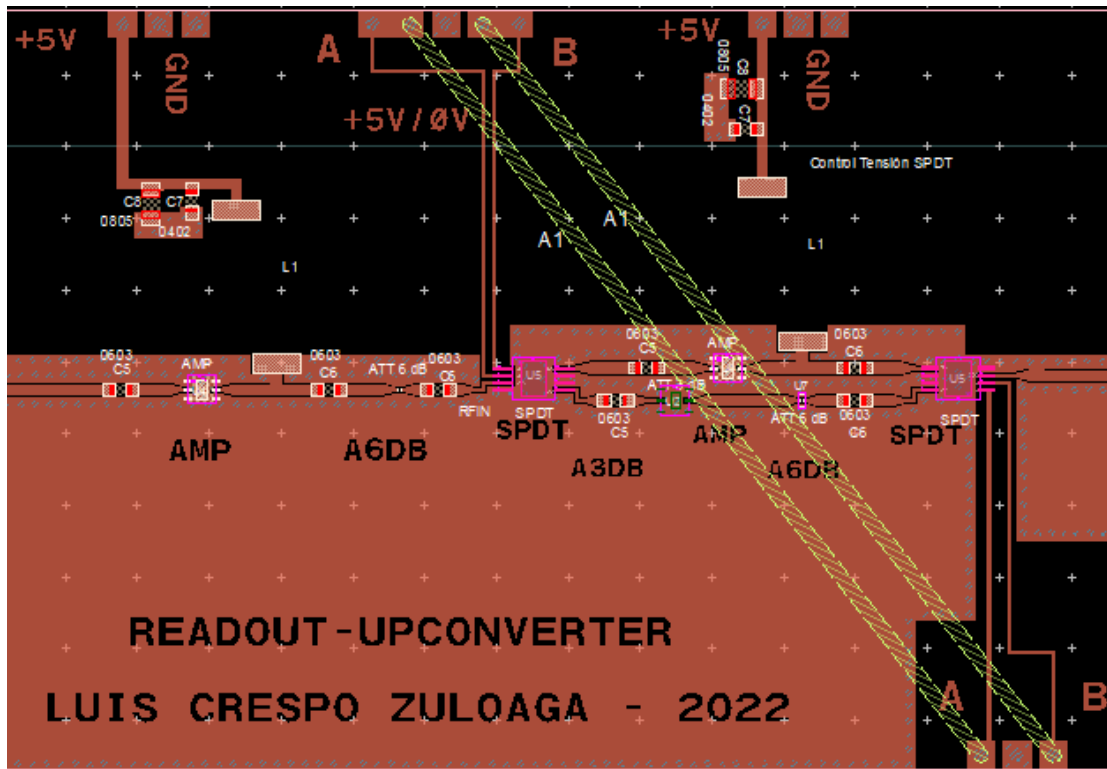 +5V
GND
A
B
+5V/0V
+5V
GND
0805
C8
0402
C7
Control Tensión SPDT
C8
C7
0805
0402
A1
A1
L1
L1
0603
C5
AMP
0603
C6
ATT 6 dB
0603
C6
RFIN
U5
SPDT
0603
C5
AMP
0603
C6
U7
ATT 6 dB
0603
C5
0603
C6
U5
SPDT
AMP
A6DB
SPDT
A3DB
AMP
A6DB
SPDT
READOUT-UPCONVERTER
LUIS CRESPO ZULOAGA - 2022
A
B